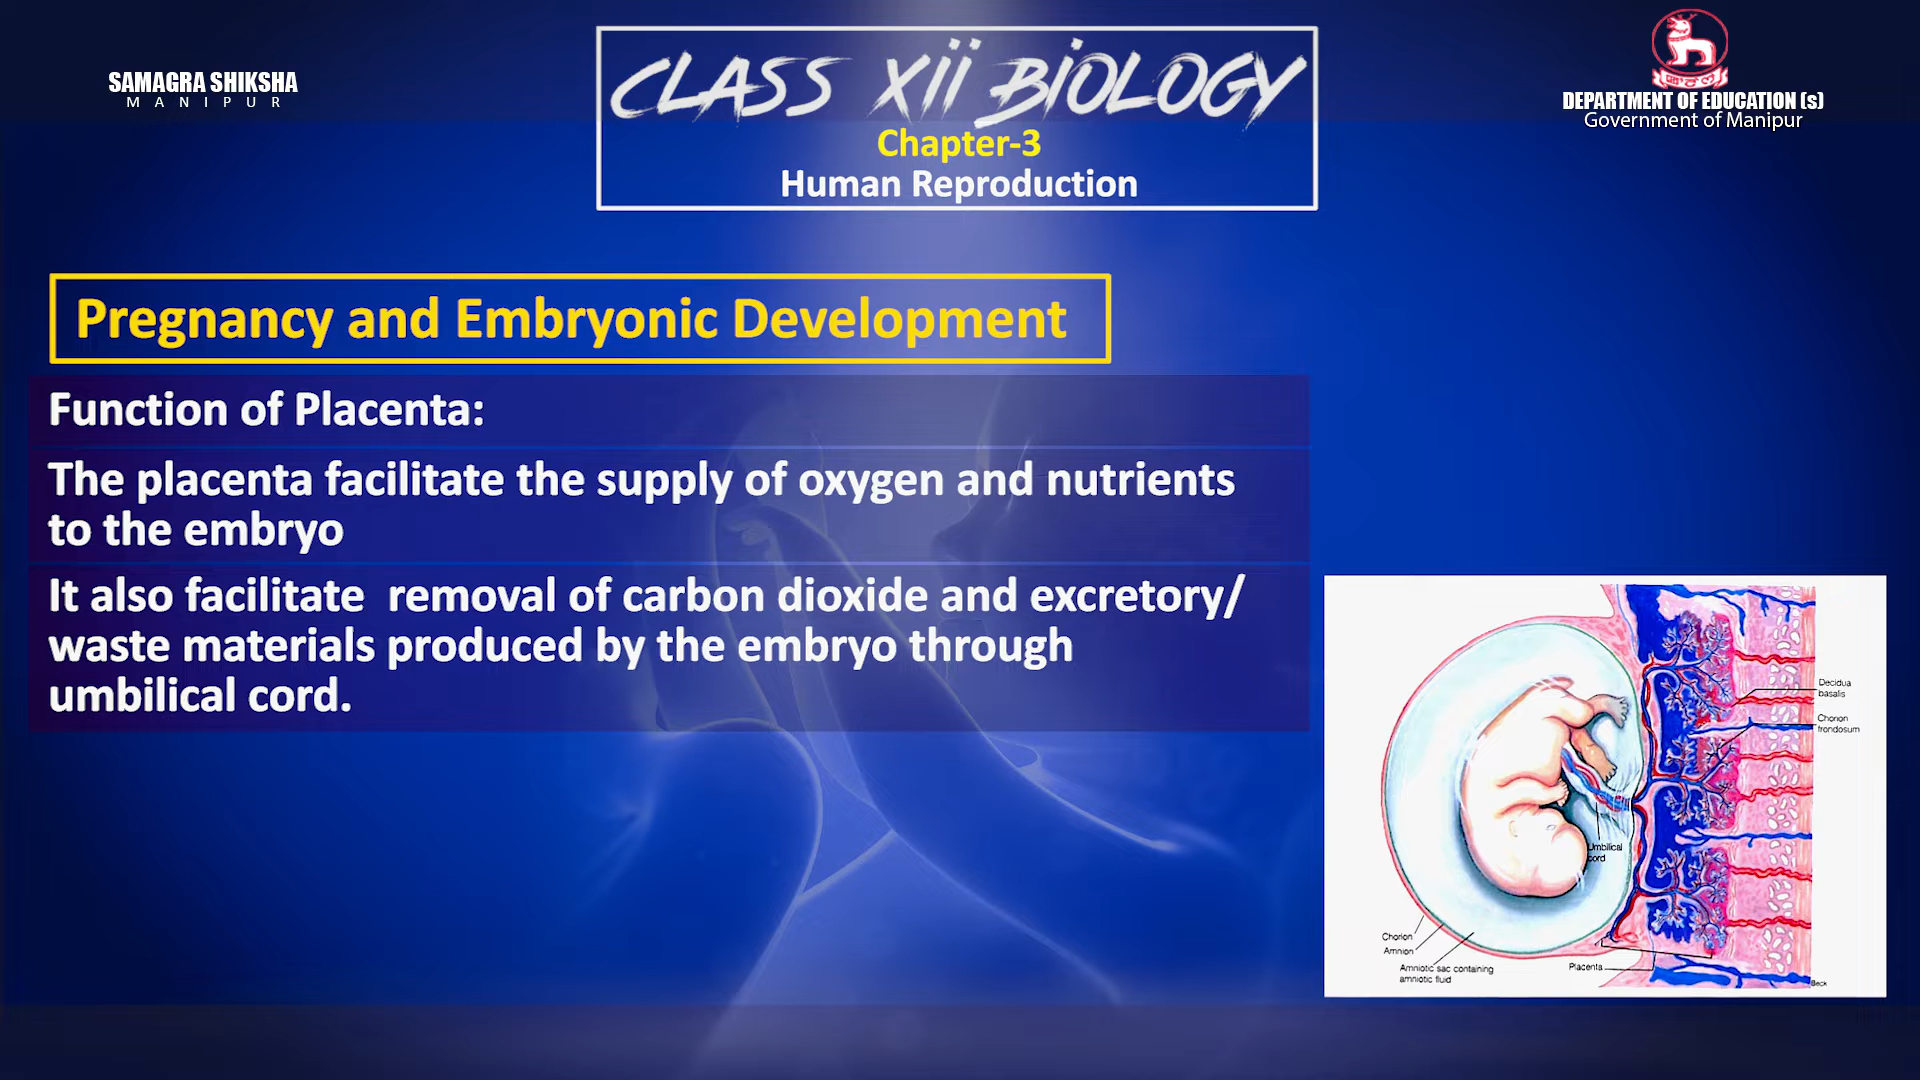 SAMAGRA SHIKSHA
MANIPUR
CLASS XII BIOLOGY
Chapter-3
Human Reproduction
DEPARTMENT OF EDUCATION (s)
Government of Manipur
Pregnancy and Embryonic Development
Function of Placenta:
The placenta facilitate the supply of oxygen and nutrients
to the embryo
It also facilitate removal of carbon dioxide and excretory/
waste materials produced by the embryo through
umbilical cord.
Decidua
basalis
Chorion
frondosum
Umbilical
cord
Chorion
Amnion
Amniotic sac containing
amniotic fluid
Placenta
Beck